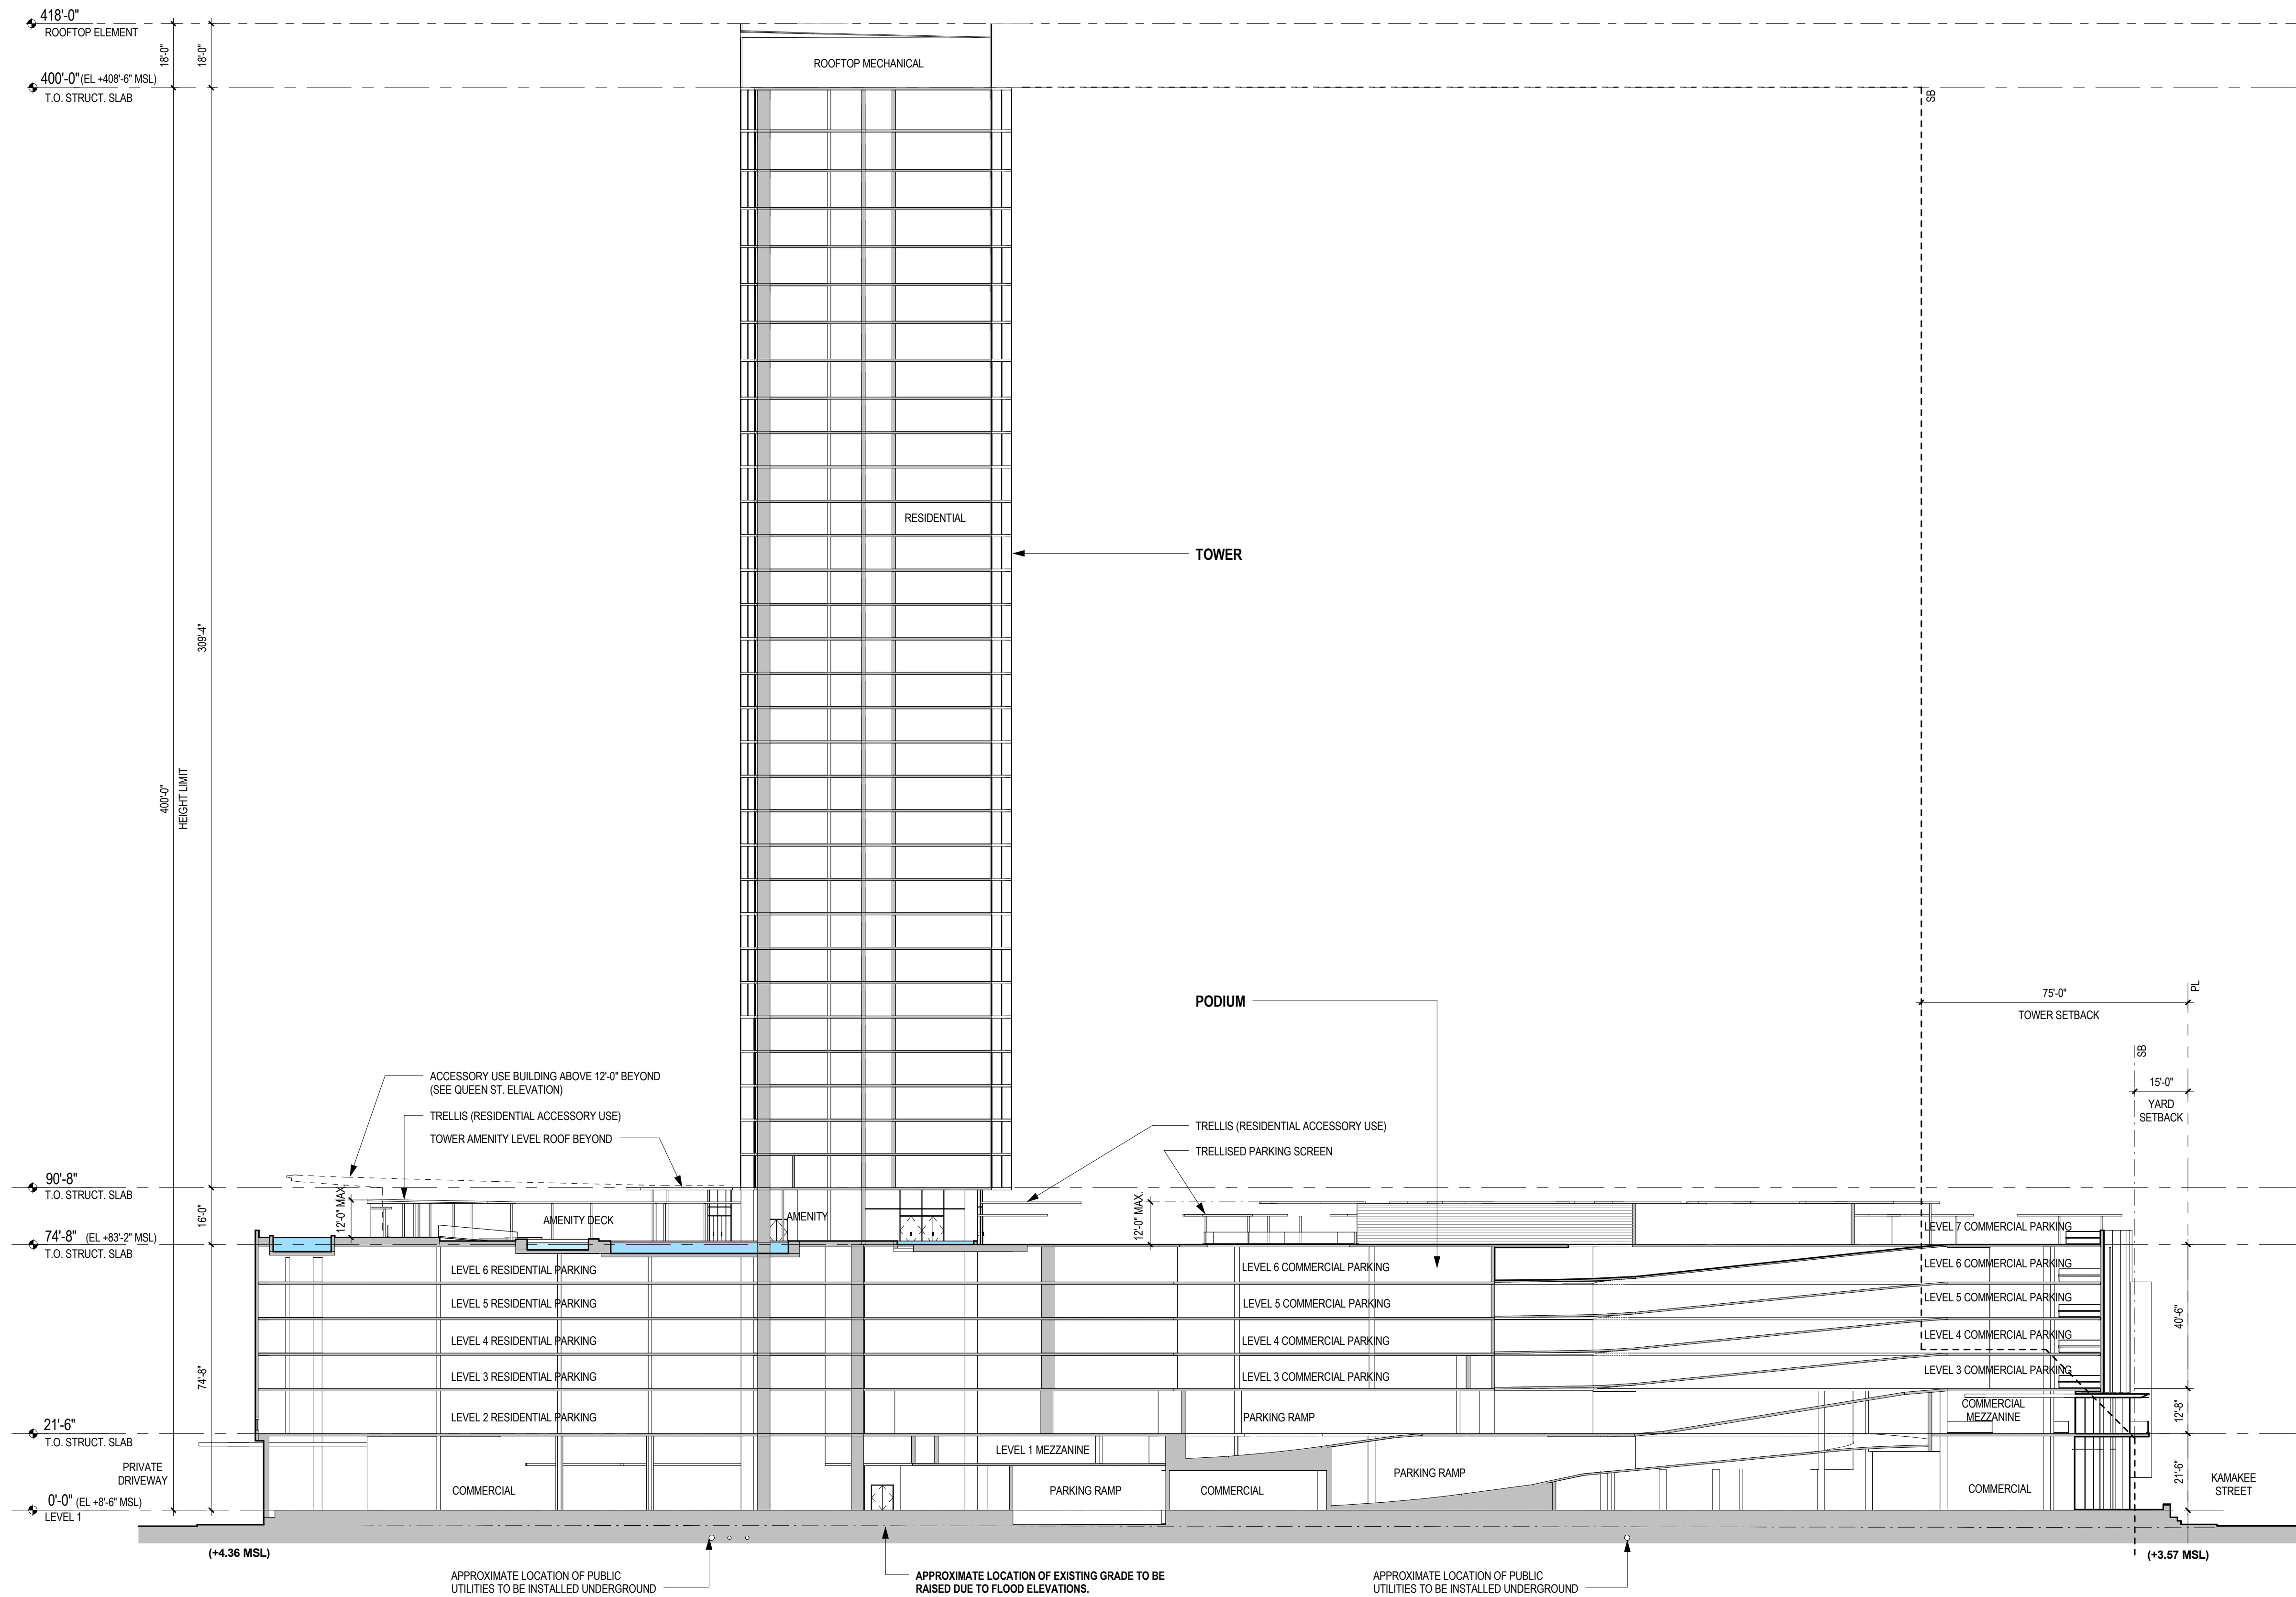 418'-0"
ROOFTOP ELEMENT
18'-0"
18'-0"
ROOFTOP MECHANICAL
400'-0" (EL +408'-6" MSL)
T.O. STRUCT. SLAB
SB
RESIDENTIAL
TOWER
309'-4"
400'-0"
HEIGHT LIMIT
PL
75'-0"
TOWER SETBACK
PODIUM
SB
15'-0"
YARD
SETBACK
ACCESSORY USE BUILDING ABOVE 12'-0" BEYOND
(SEE QUEEN ST. ELEVATION)
TRELLIS (RESIDENTIAL ACCESSORY USE)
TOWER AMENITY LEVEL ROOF BEYOND
TRELLIS (RESIDENTIAL ACCESSORY USE)
TRELLISED PARKING SCREEN
90'-8"
T.O. STRUCT. SLAB
16'-0"
12'-0" MAX.
AMENITY DECK
AMENITY
12'-0" MAX.
LEVEL 7 COMMERCIAL PARKING
74'-8" (EL +83'-2" MSL)
T.O. STRUCT. SLAB
LEVEL 6 RESIDENTIAL PARKING
LEVEL 6 COMMERCIAL PARKING
LEVEL 6 COMMERCIAL PARKING
LEVEL 5 RESIDENTIAL PARKING
LEVEL 5 COMMERCIAL PARKING
LEVEL 5 COMMERCIAL PARKING
40'-6"
LEVEL 4 RESIDENTIAL PARKING
LEVEL 4 COMMERCIAL PARKING
LEVEL 4 COMMERCIAL PARKING
74'-8"
LEVEL 3 RESIDENTIAL PARKING
LEVEL 3 COMMERCIAL PARKING
LEVEL 3 COMMERCIAL PARKING
LEVEL 2 RESIDENTIAL PARKING
PARKING RAMP
COMMERCIAL
MEZZANINE
12'-8"
21'-6"
T.O. STRUCT. SLAB
LEVEL 1 MEZZANINE
PRIVATE
DRIVEWAY
PARKING RAMP
21'-6"
KAMAKEE
STREET
COMMERCIAL
PARKING RAMP
COMMERCIAL
COMMERCIAL
0'-0" (EL +8'-6" MSL)
LEVEL 1
(+4.36 MSL)
(+3.57 MSL)
APPROXIMATE LOCATION OF PUBLIC
UTILITIES TO BE INSTALLED UNDERGROUND
APPROXIMATE LOCATION OF EXISTING GRADE TO BE
RAISED DUE TO FLOOD ELEVATIONS.
APPROXIMATE LOCATION OF PUBLIC
UTILITIES TO BE INSTALLED UNDERGROUND